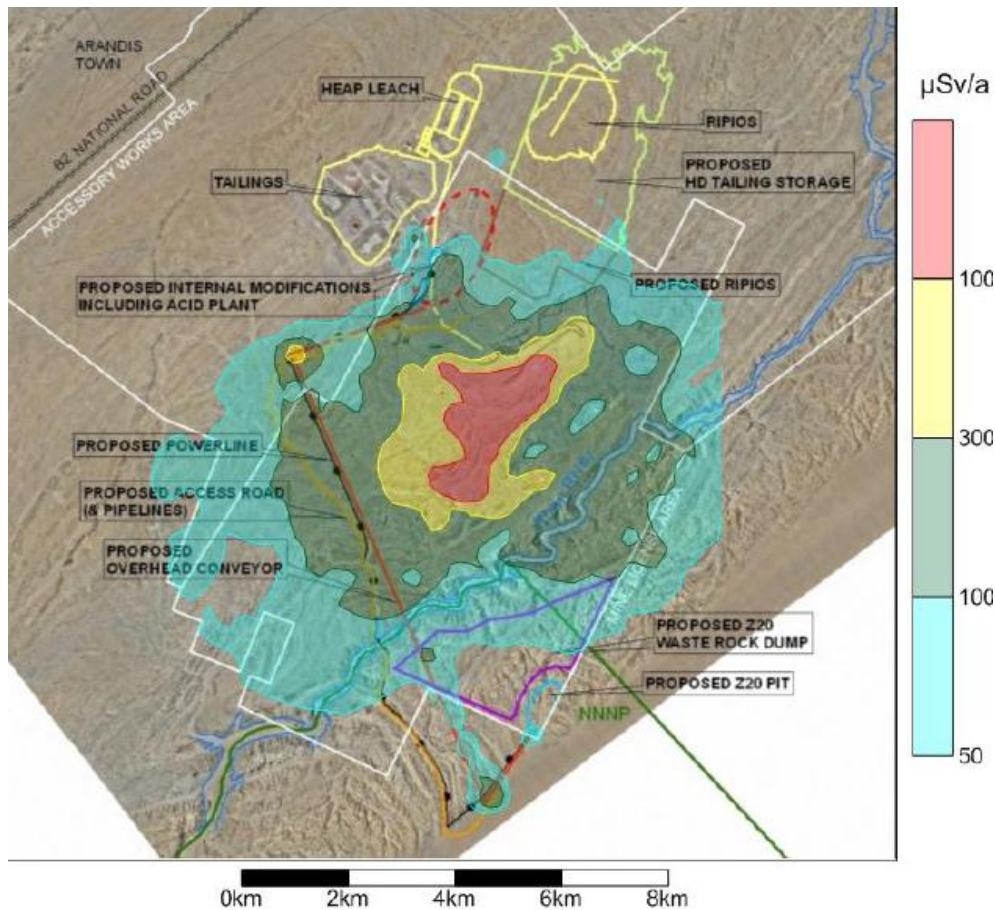 ARANDIS
TOWN
B2 NATIONAL ROAD
ACCESSORY WORKS AREA
HEAP LEACH
TAILINGS
RIPIOS
PROPOSED
HD TAILING STORAGE
PROPOSED INTERNAL MODIFICATIONS
INCLUDING ACID PLANT
PROPOSED RIPIOS
PROPOSED POWERLINE
PROPOSED ACCESS ROAD
(& PIPELINES)
PROPOSED
OVERHEAD CONVEYOR
AREA
PROPOSED Z20
WASTE ROCK DUMP
PROPOSED Z20 PIT
NNNP
µSv/a
100
300
100
50
0km
2km
4km
6km
8km